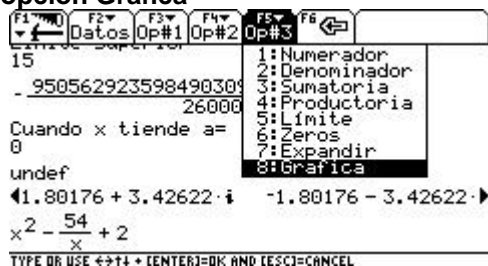 opción Gráfica
F1 F2 F3 F4 F5 F6
Datos Op#1 Op#2 Op#3
Límite Superior
15
- 950562923598490309
26000
Cuando x tiende a=
0
undef
1.80176 + 3.42622·i -1.80176 - 3.42622·
x² - 54/x + 2
1:Numerador
2:Denominador
3:Sumatoria
4:Productoria
5:Límite
6:Zeros
7:Expandir
8:Grafica
TYPE OR USE ←→↑↓ + [ENTER]=OK AND [ESC]=CANCEL